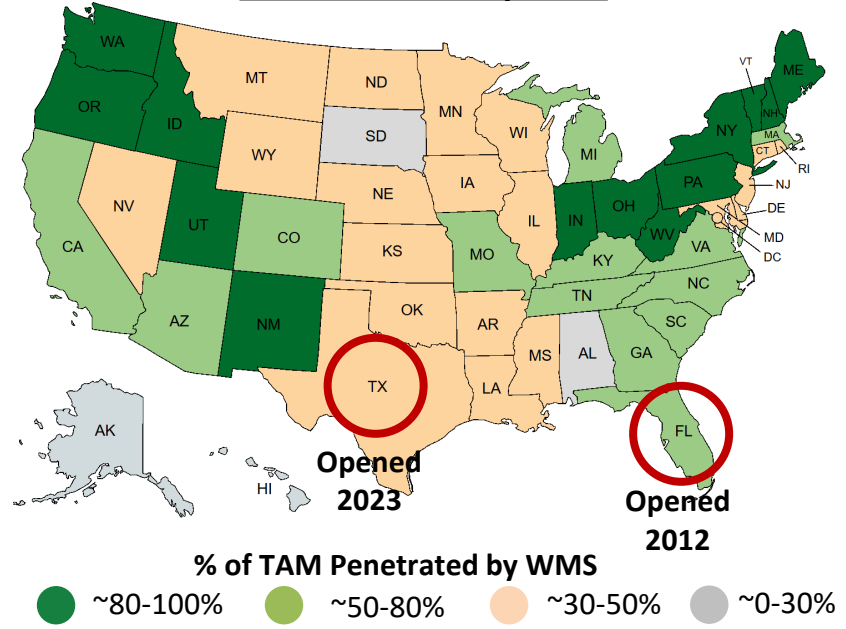 WA
OR
ID
MT
ND
MN
SD
WY
WI
MI
NE
IA
NV
UT
CO
KS
CA
AZ
NM
OK
MO
IL
IN
OH
KY
TN
WV
VA
NC
SC
GA
AL
MS
AR
LA
TX
FL
AK
HI
VT
ME
NH
NY
MA
CT
RI
PA
NJ
DE
MD
DC
Opened
2023
Opened
2012
% of TAM Penetrated by WMS
~80-100%
~50-80%
~30-50%
~0-30%